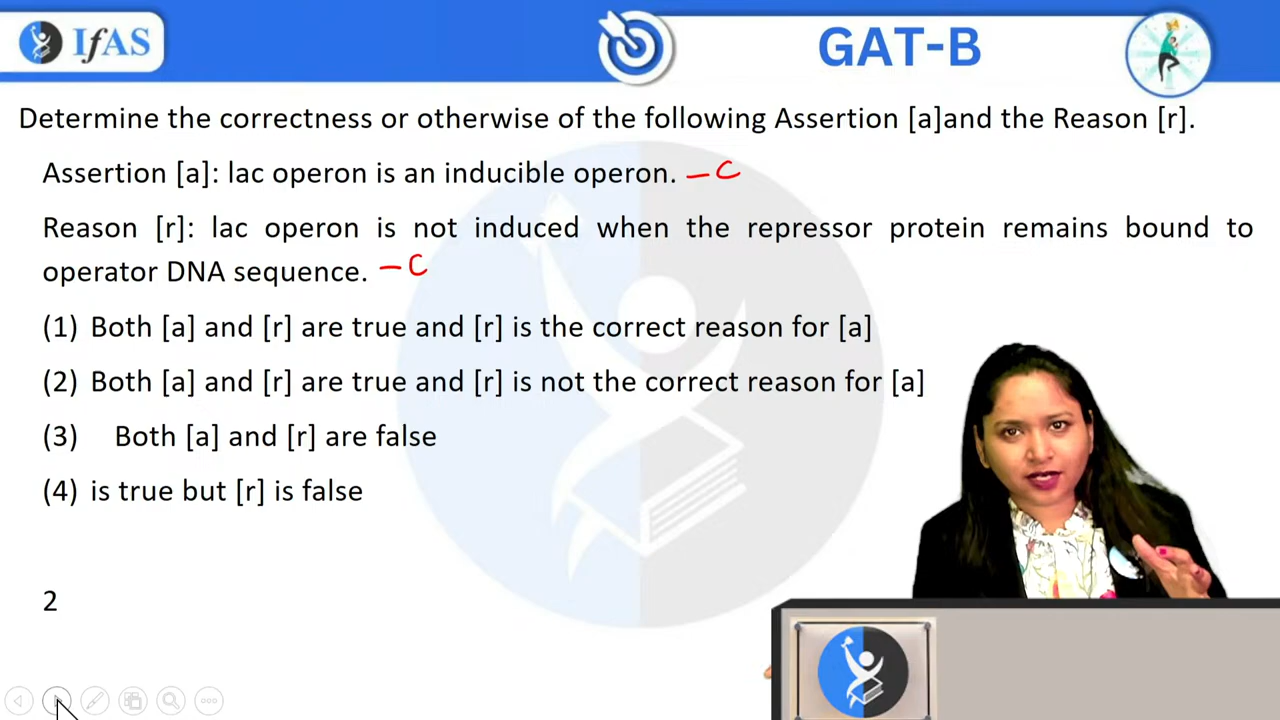 IfAS
GAT-B
Determine the correctness or otherwise of the following Assertion [a]and the Reason [r].
Assertion [a]: lac operon is an inducible operon. – C
Reason [r]: lac operon is not induced when the repressor protein remains bound to
operator DNA sequence. – C
(1) Both [a] and [r] are true and [r] is the correct reason for [a]
(2) Both [a] and [r] are true and [r] is not the correct reason for [a]
(3) Both [a] and [r] are false
(4) is true but [r] is false
2